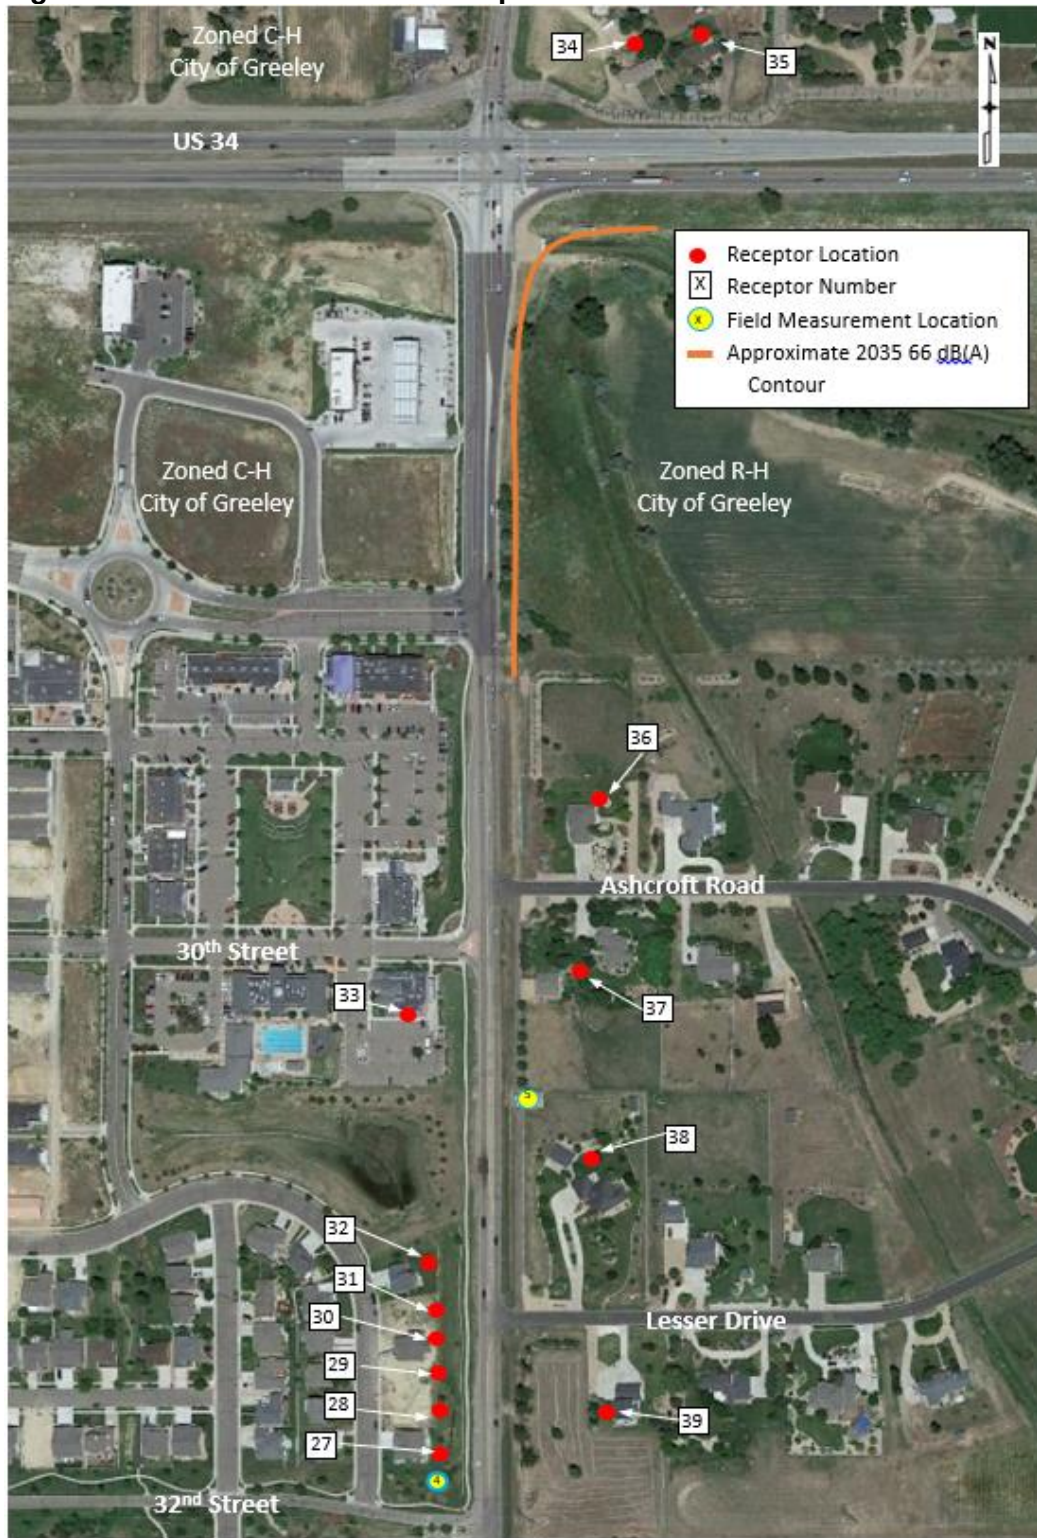 Zoned C-H
City of Greeley
34
35
N
US 34
Receptor Location
X Receptor Number
x Field Measurement Location
Approximate 2035 66 dB(A)
Contour
Zoned C-H
City of Greeley
Zoned R-H
City of Greeley
36
Ashcroft Road
30th Street
33
37
5
38
32
31
30
Lesser Drive
29
28
39
27
4
32nd Street